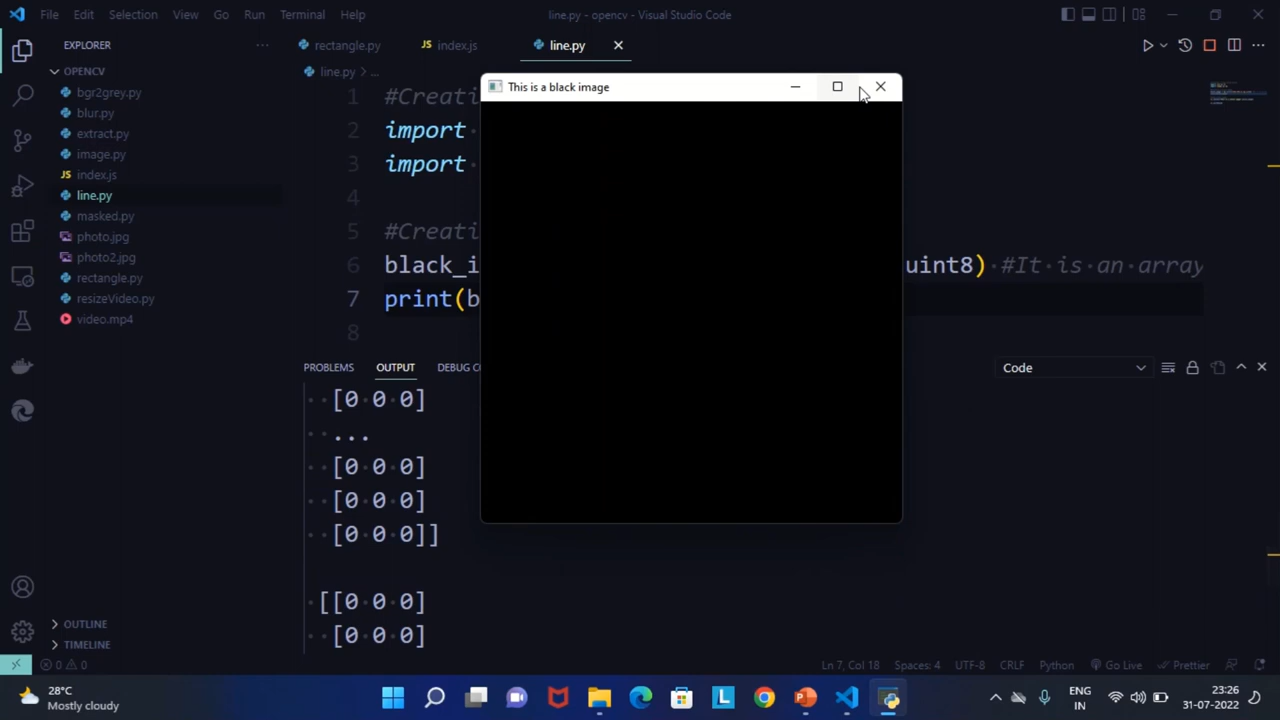 File Edit Selection View Go Run Terminal Help
line.py - opencv - Visual Studio Code
EXPLORER
OPENCV
bgr2grey.py
blur.py
extract.py
image.py
JS index.js
line.py
masked.py
photo.jpg
photo2.jpg
rectangle.py
resizeVideo.py
video.mp4
OUTLINE
TIMELINE
rectangle.py JS index.js line.py
line.py > ...
1 #Creati
2 import
3 import
4
5 #Creati
6 black_i uint8) #It is an array
7 print(b
8
This is a black image
PROBLEMS OUTPUT DEBUG CO Code
[0 0 0]
...
[0 0 0]
[0 0 0]
[0 0 0]]
[[0 0 0]
[0 0 0]
0 0 Ln 7, Col 18 Spaces: 4 UTF-8 CRLF Python Go Live Prettier
28°C
Mostly cloudy
L
ENG
IN
23:26
31-07-2022